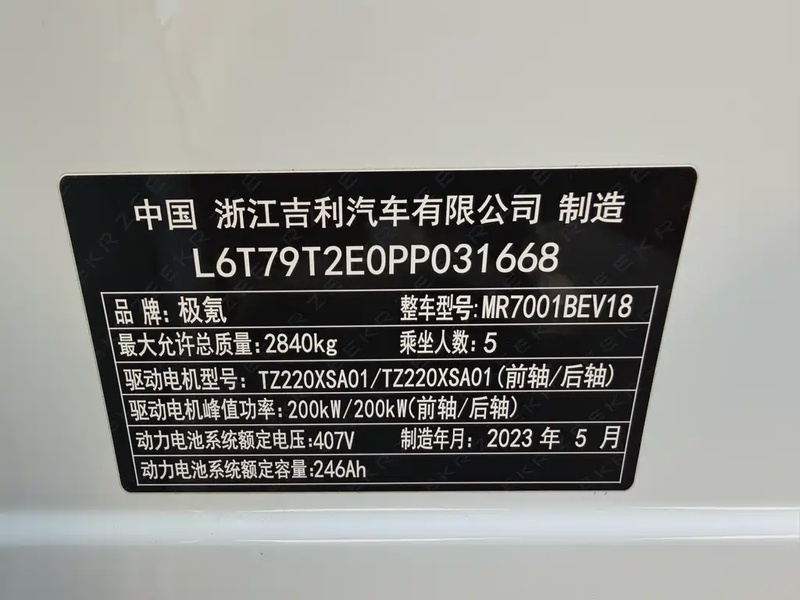 中国 浙江吉利汽车有限公司 制造
L6T79T2E0PP031668
品 牌: 极氪 整车型号:MR7001BEV18
最大允许总质量:2840kg 乘坐人数:5
驱动电机型号: TZ220XSA01/TZ220XSA01(前轴/后轴)
驱动电机峰值功率:200kW/200kW(前轴/后轴)
动力电池系统额定电压:407V 制造年月: 2023 年 5 月
动力电池系统额定容量:246Ah